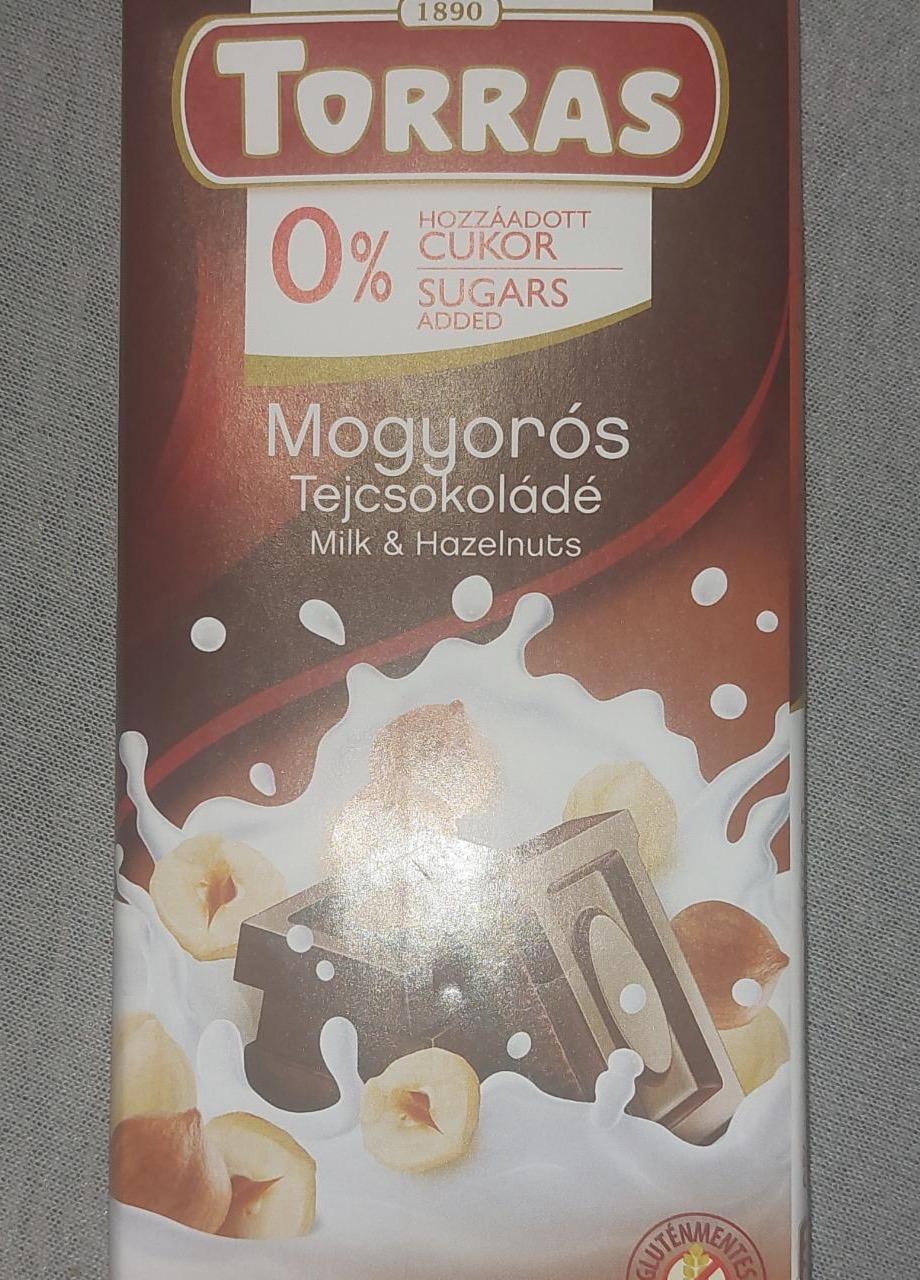 1890
TORRAS
0%
HOZZÁADOTT
CUKOR
SUGARS
ADDED
Mogyorós
Tejcsokoládé
Milk & Hazelnuts
GLUTÉNMENTES